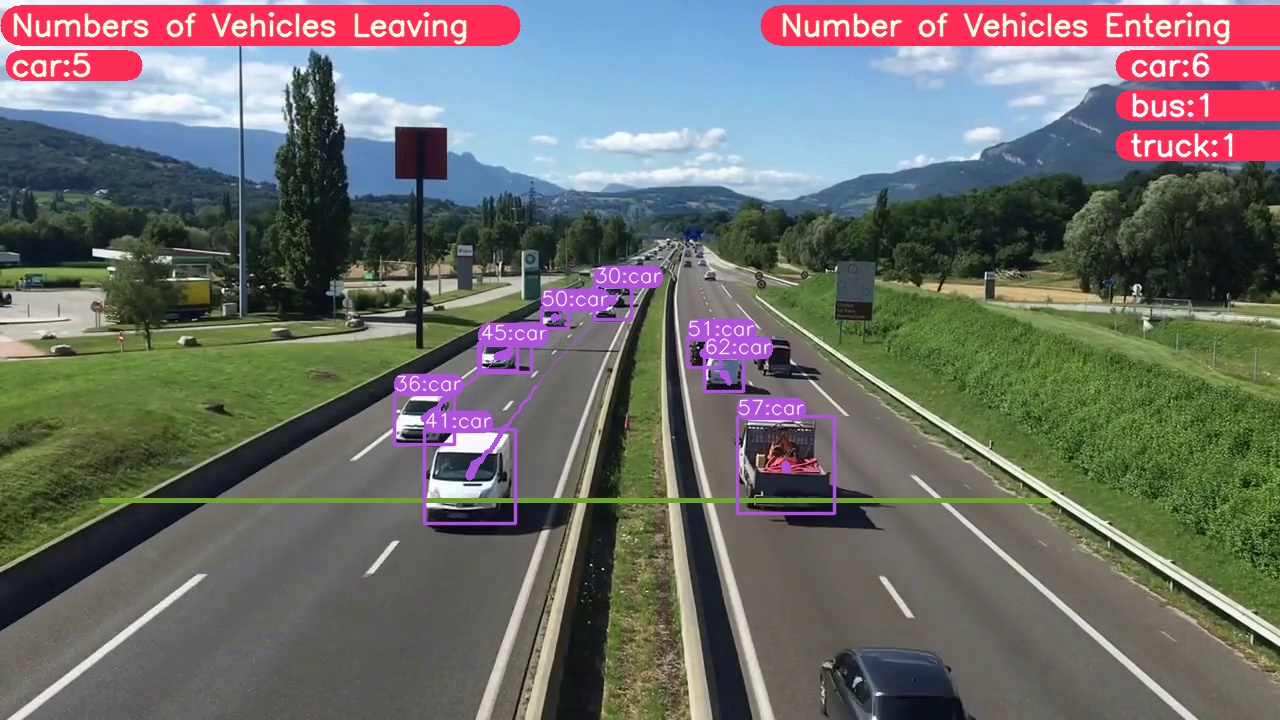 Numbers of Vehicles Leaving
car:5
Number of Vehicles Entering
car:6
bus:1
truck:1
30:car
50:car
45:car
51:car
62:car
36:car
41:car
57:car